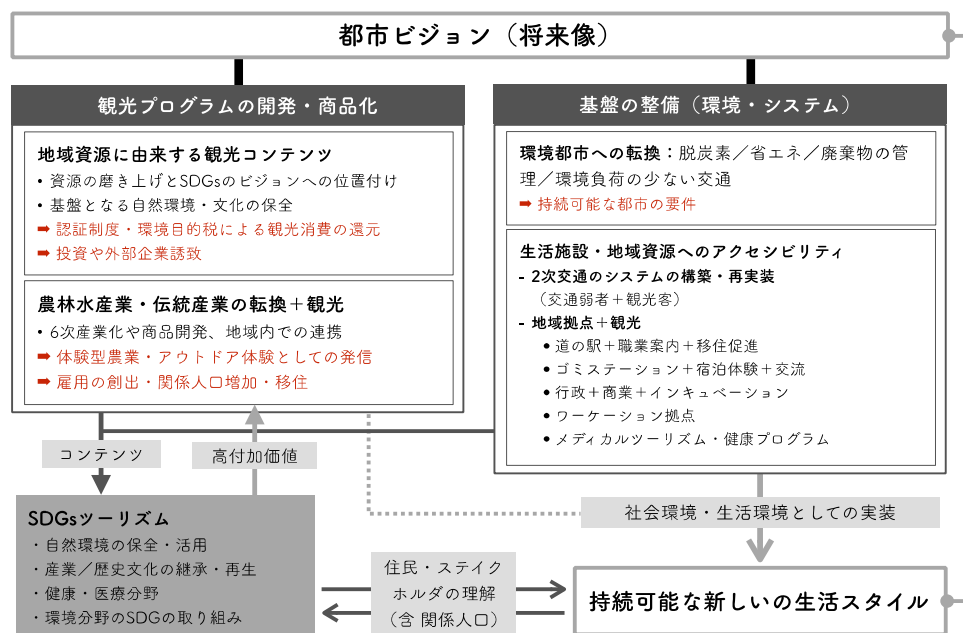 都市ビジョン（将来像）
観光プログラムの開発・商品化
地域資源に由来する観光コンテンツ
• 資源の磨き上げとSDGsのビジョンへの位置付け
• 基盤となる自然環境・文化の保全
➡ 認証制度・環境目的税による観光消費の還元
➡ 投資や外部企業誘致
農林水産業・伝統産業の転換＋観光
• 6次産業化や商品開発、地域内での連携
➡ 体験型農業・アウトドア体験としての発信
➡ 雇用の創出・関係人口増加・移住
基盤の整備（環境・システム）
環境都市への転換：脱炭素／省エネ／廃棄物の管
理／環境負荷の少ない交通
➡ 持続可能な都市の要件
生活施設・地域資源へのアクセシビリティ
- 2次交通のシステムの構築・再実装
（交通弱者＋観光客）
- 地域拠点＋観光
• 道の駅＋職業案内＋移住促進
• ゴミステーション＋宿泊体験＋交流
• 行政＋商業＋インキュベーション
• ワーケーション拠点
• メディカルツーリズム・健康プログラム
コンテンツ
高付加価値
SDGsツーリズム
・自然環境の保全・活用
・産業／歴史文化の継承・再生
・健康・医療分野
・環境分野のSDGの取り組み
社会環境・生活環境としての実装
住民・ステイク
ホルダの理解
（含 関係人口）
持続可能な新しいの生活スタイル